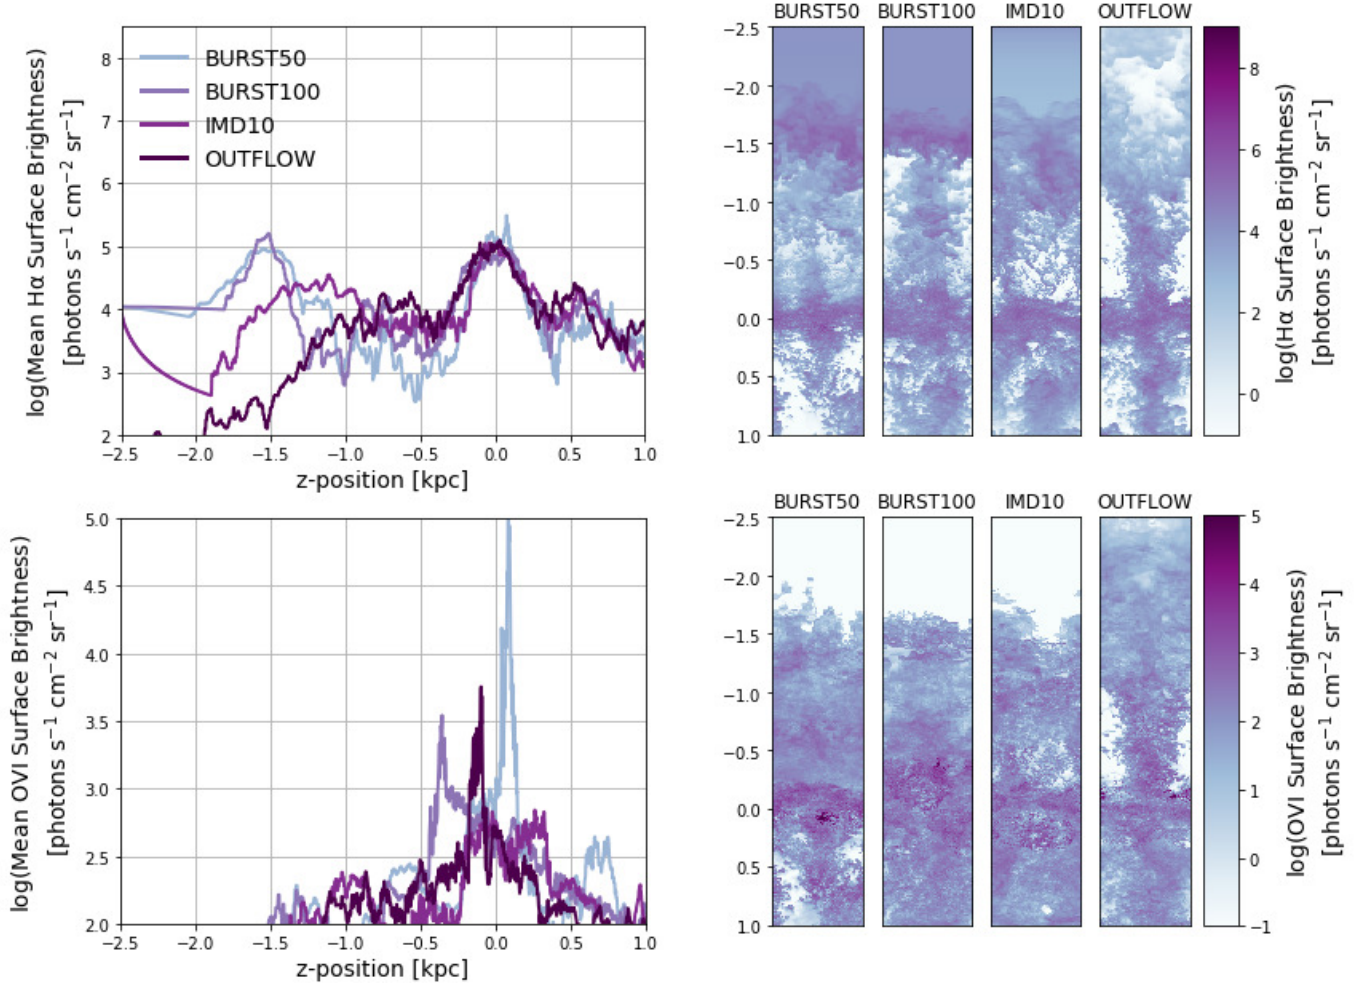 log(Mean Hα Surface Brightness)
[photons s⁻¹ cm⁻² sr⁻¹]
8
7
6
5
4
3
2
BURST50
BURST100
IMD10
OUTFLOW
−2.5 −2.0 −1.5 −1.0 −0.5 0.0 0.5 1.0
z-position [kpc]
BURST50 BURST100 IMD10 OUTFLOW
−2.5
−2.0
−1.5
−1.0
−0.5
0.0
0.5
1.0
8
6
4
2
0
log(Hα Surface Brightness)
[photons s⁻¹ cm⁻² sr⁻¹]
log(Mean OVI Surface Brightness)
[photons s⁻¹ cm⁻² sr⁻¹]
5.0
4.5
4.0
3.5
3.0
2.5
2.0
−2.5 −2.0 −1.5 −1.0 −0.5 0.0 0.5 1.0
z-position [kpc]
BURST50 BURST100 IMD10 OUTFLOW
−2.5
−2.0
−1.5
−1.0
−0.5
0.0
0.5
1.0
5
4
3
2
1
0
−1
log(OVI Surface Brightness)
[photons s⁻¹ cm⁻² sr⁻¹]